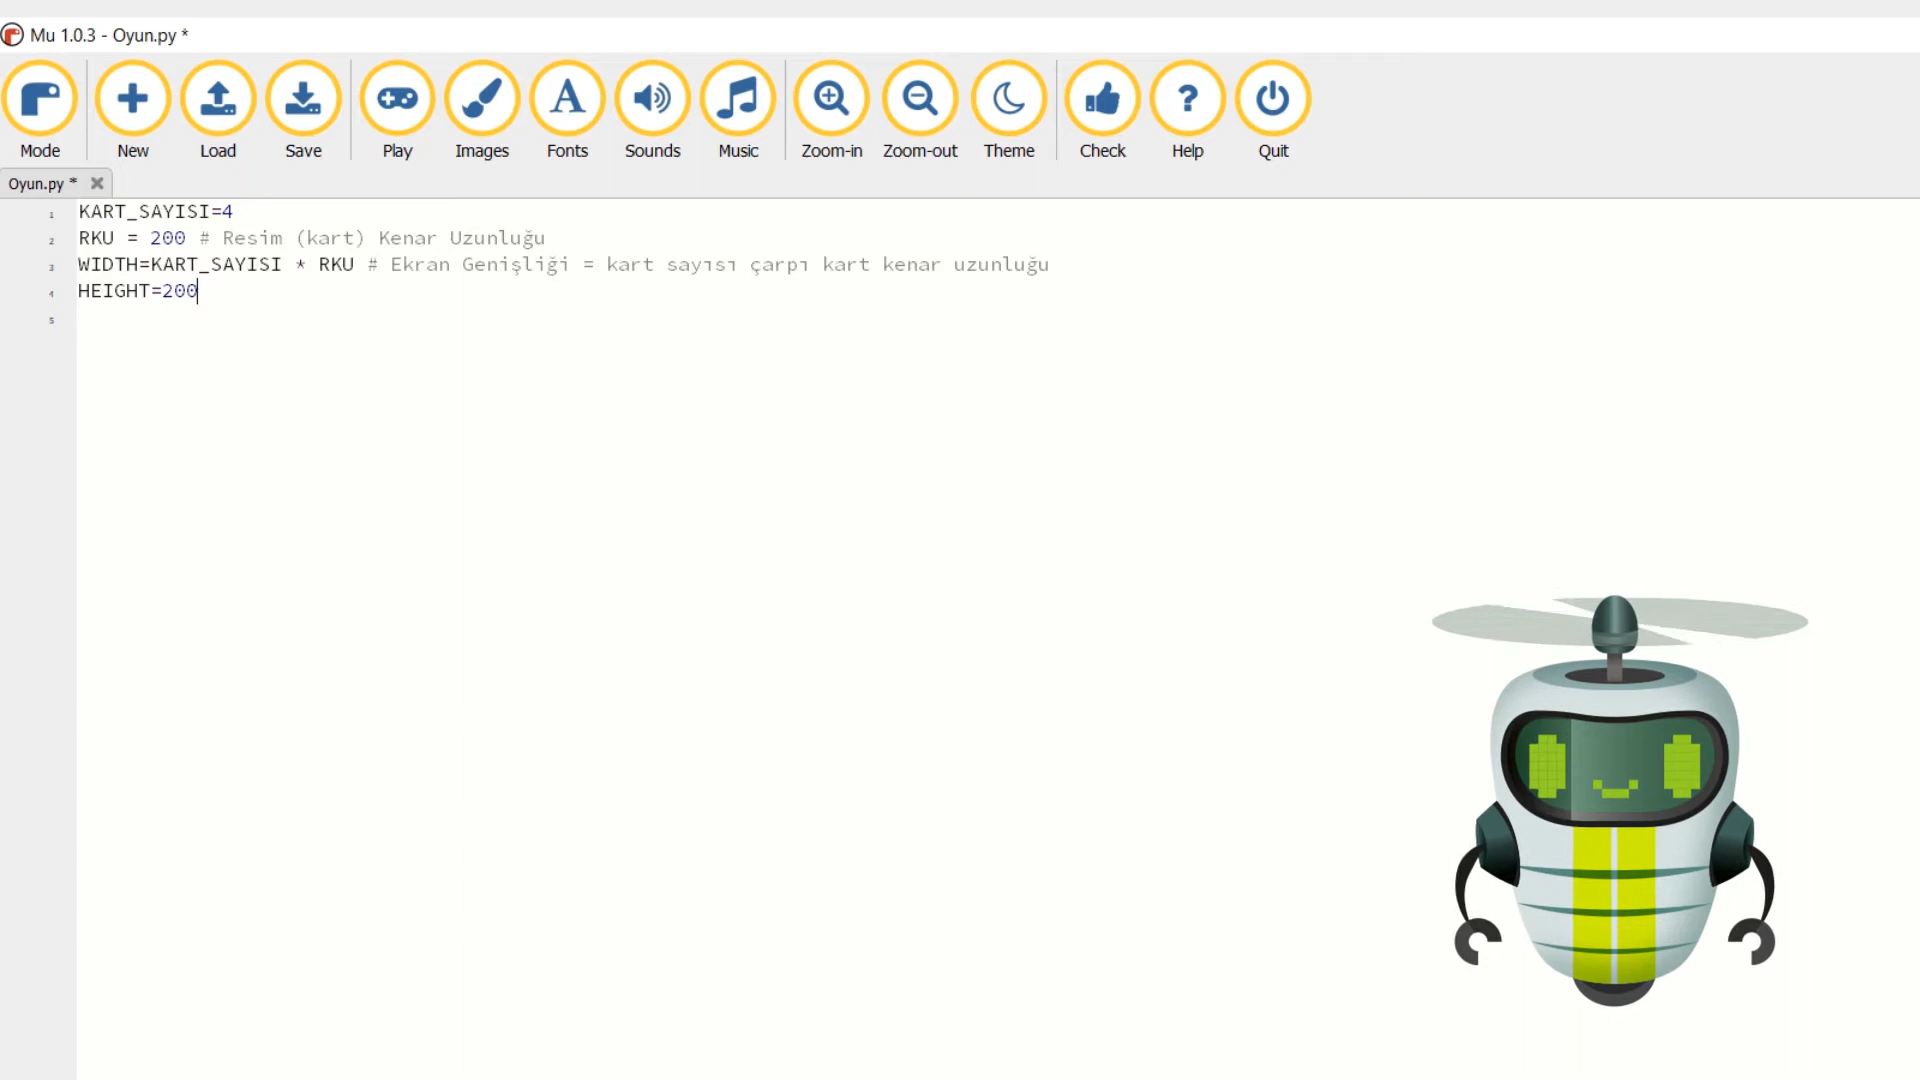 Mu 1.0.3 - Oyun.py *
Mode New Load Save Play Images Fonts Sounds Music Zoom-in Zoom-out Theme Check Help Quit
Oyun.py *
1 KART_SAYISI=4
2 RKU = 200 # Resim (kart) Kenar Uzunluğu
3 WIDTH=KART_SAYISI * RKU # Ekran Genişliği = kart sayısı çarpı kart kenar uzunluğu
4 HEIGHT=200
5